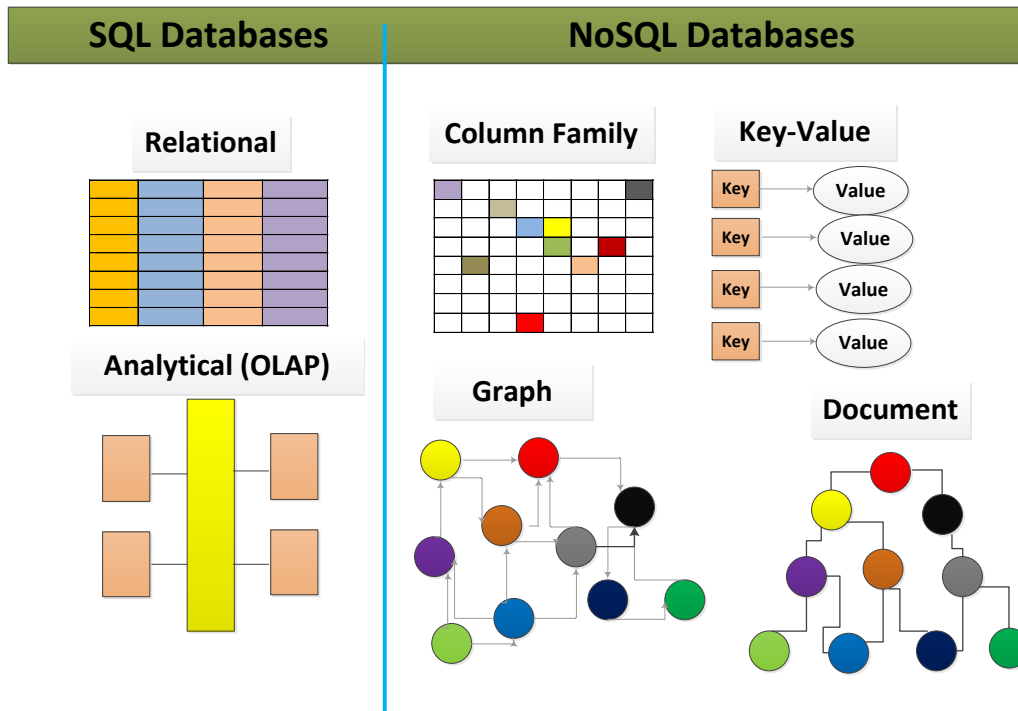 SQL Databases
NoSQL Databases
Relational
Analytical (OLAP)
Column Family
Key-Value
Key
Value
Key
Value
Key
Value
Key
Value
Graph
Document